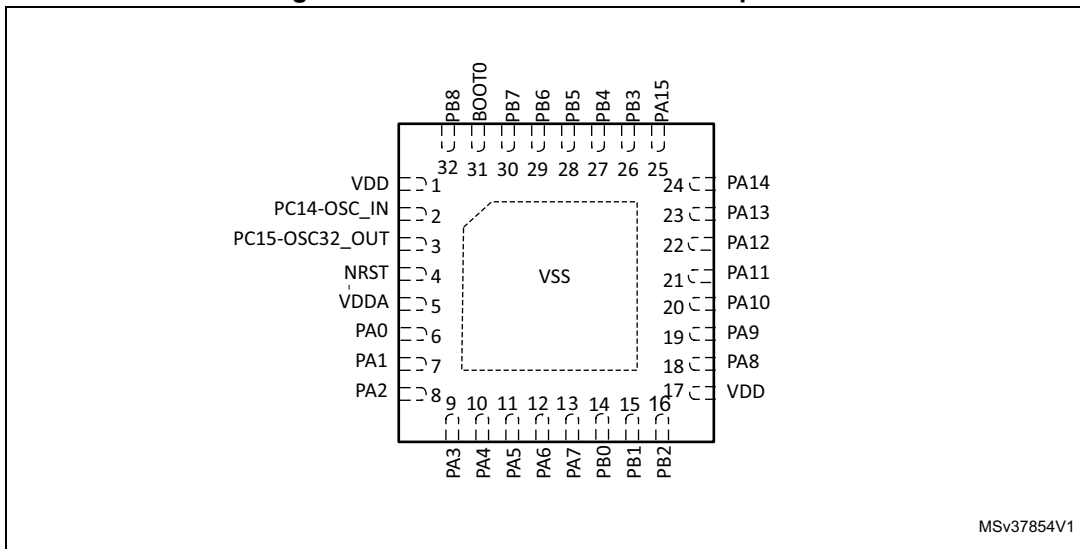 PB8
BOOT0
PB7
PB6
PB5
PB4
PB3
PA15
32 31 30 29 28 27 26 25
VDD 1
PC14-OSC_IN 2
PC15-OSC32_OUT 3
NRST 4
VDDA 5
PA0 6
PA1 7
PA2 8
VSS
24 PA14
23 PA13
22 PA12
21 PA11
20 PA10
19 PA9
18 PA8
17 VDD
9 10 11 12 13 14 15 16
PA3
PA4
PA5
PA6
PA7
PB0
PB1
PB2
MSv37854V1